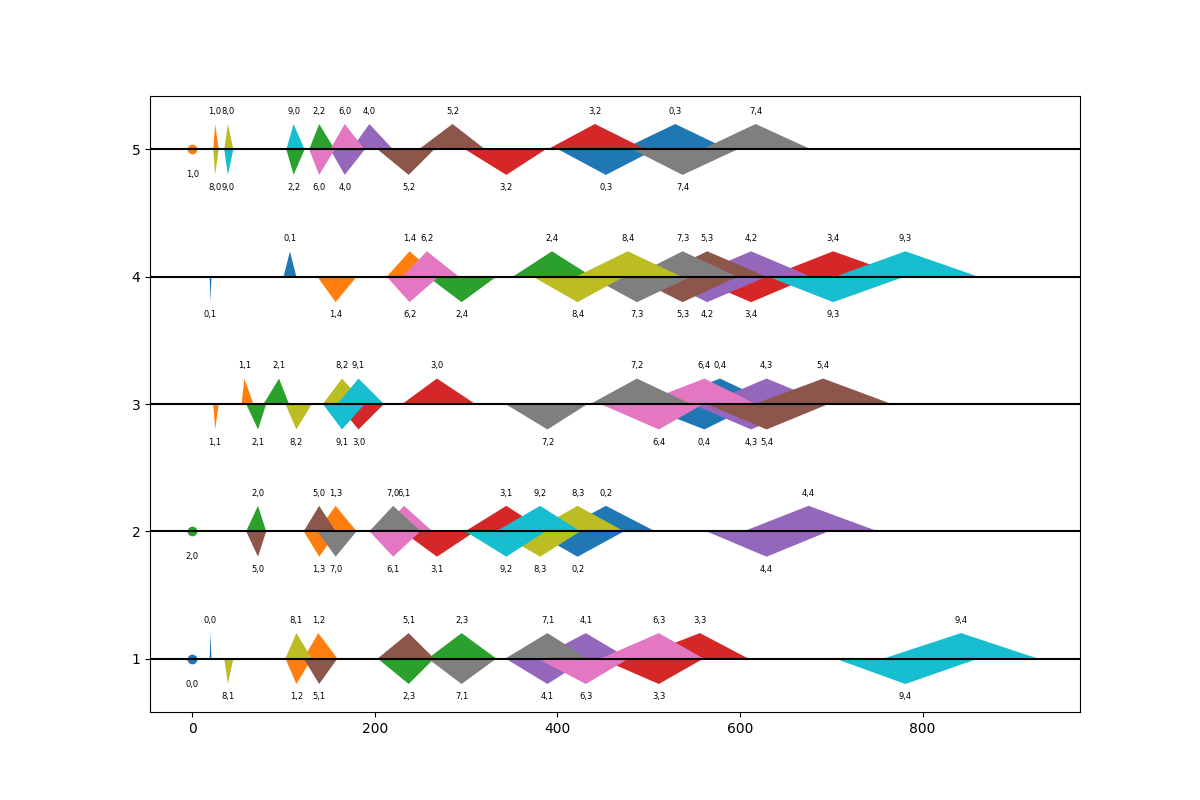 1,0 8,0 9,0 2,2 6,0 4,0 5,2 3,2 0,3 7,4
5
1,0 8,0 9,0 2,2 6,0 4,0 5,2 3,2 0,3 7,4
0,1 1,4 6,2 2,4 8,4 7,3 5,3 4,2 3,4 9,3
4
0,1 1,4 6,2 2,4 8,4 7,3 5,3 4,2 3,4 9,3
1,1 2,1 8,2 9,1 3,0 7,2 6,4 0,4 4,3 5,4
3
1,1 2,1 8,2 9,1 3,0 7,2 6,4 0,4 4,3 5,4
2,0 5,0 1,3 7,0 6,1 3,1 9,2 8,3 0,2 4,4
2
2,0 5,0 1,3 7,0 6,1 3,1 9,2 8,3 0,2 4,4
0,0 8,1 1,2 5,1 2,3 7,1 4,1 6,3 3,3 9,4
1
0,0 8,1 1,2 5,1 2,3 7,1 4,1 6,3 3,3 9,4
0 200 400 600 800